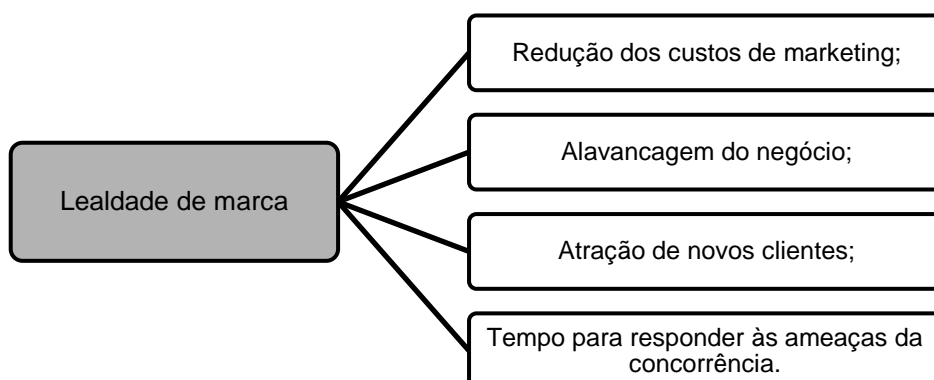 Redução dos custos de marketing;
Alavancagem do negócio;
Lealdade de marca
Atração de novos clientes;
Tempo para responder às ameaças da
concorrência.